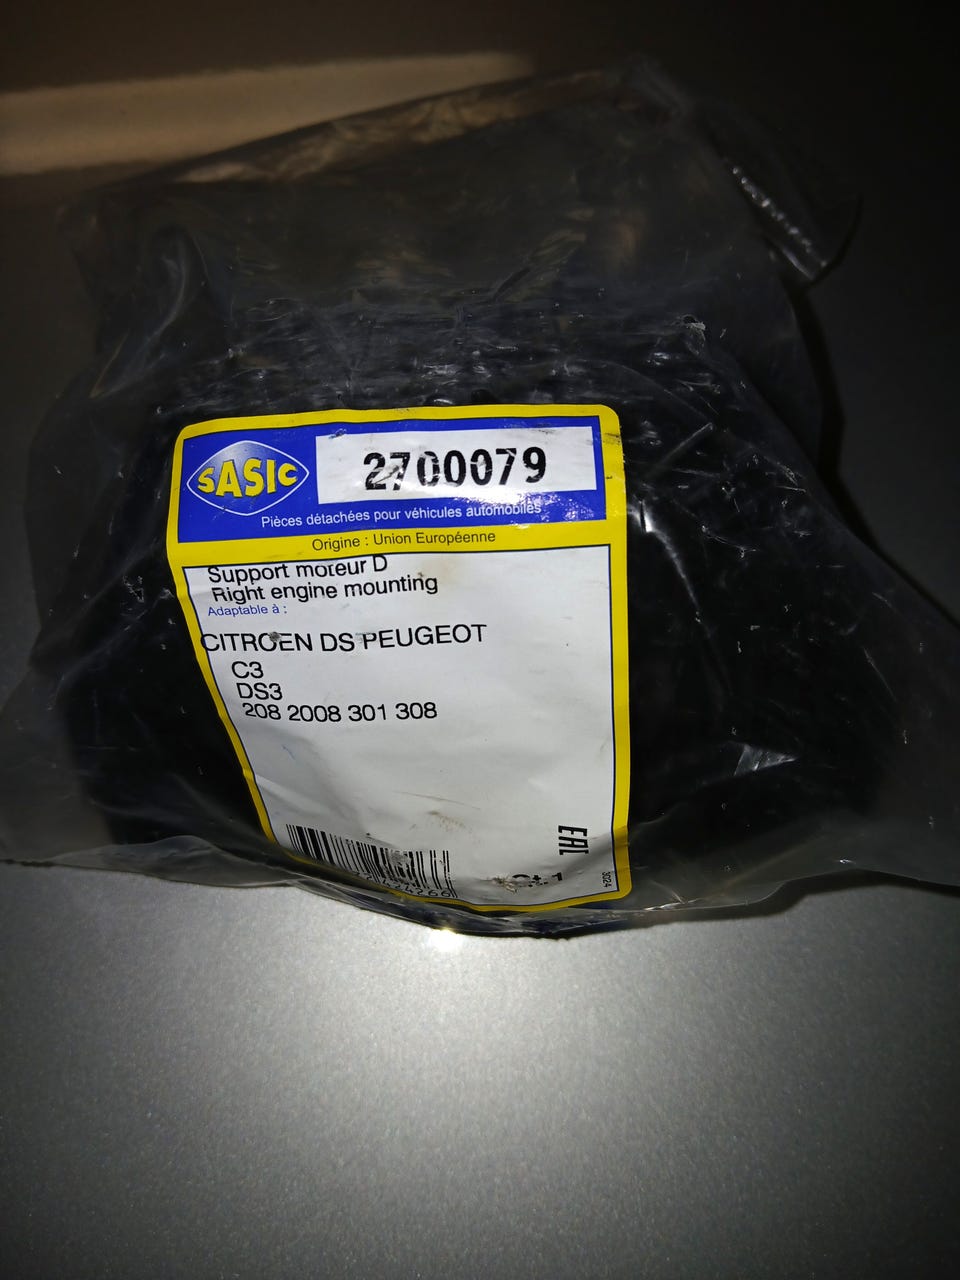 SASIC
2700079
Pièces détachées pour véhicules automobiles
Origine : Union Européenne
Support moteur D
Right engine mounting
Adaptable à :
CITROEN DS PEUGEOT
C3
DS3
208 2008 301 308
EAC
3024